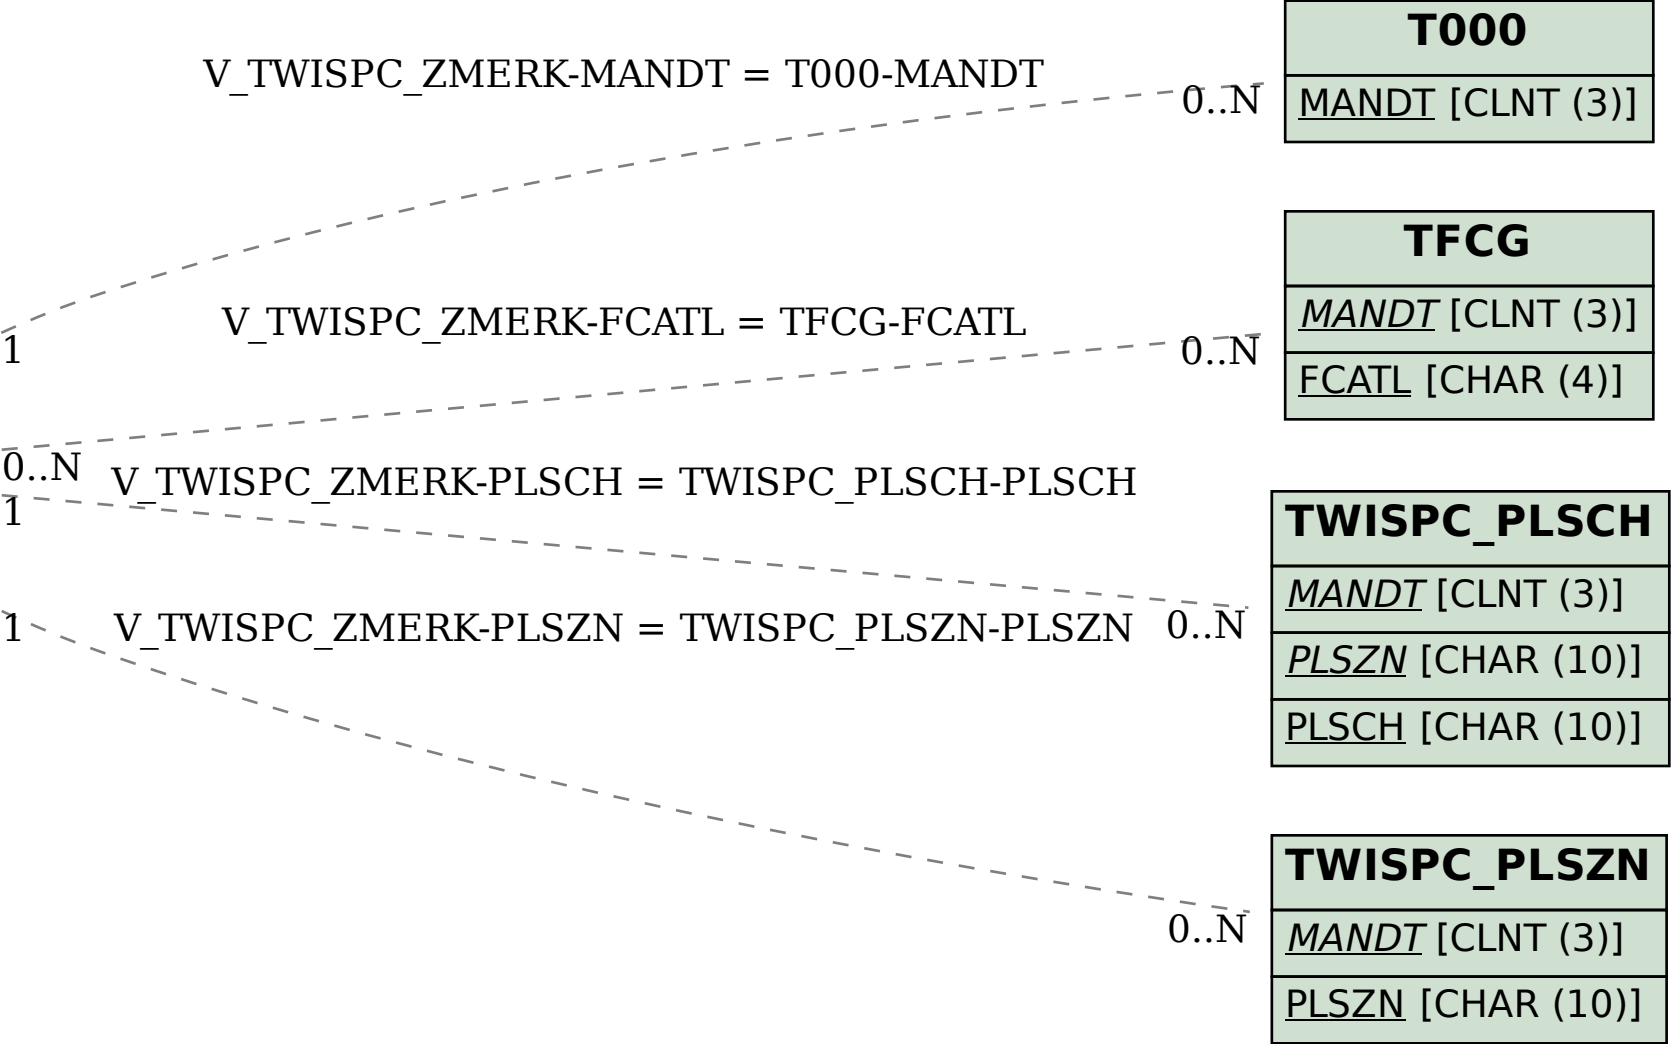 T000
V_TWISPC_ZMERK-MANDT = T000-MANDT
0..N
MANDT [CLNT (3)]
TFCG
MANDT [CLNT (3)]
V_TWISPC_ZMERK-FCATL = TFCG-FCATL
1
0..N
FCATL [CHAR (4)]
0..N
V_TWISPC_ZMERK-PLSCH = TWISPC_PLSCH-PLSCH
1
TWISPC_PLSCH
MANDT [CLNT (3)]
1
V_TWISPC_ZMERK-PLSZN = TWISPC_PLSZN-PLSZN
0..N
PLSZN [CHAR (10)]
PLSCH [CHAR (10)]
TWISPC_PLSZN
0..N
MANDT [CLNT (3)]
PLSZN [CHAR (10)]